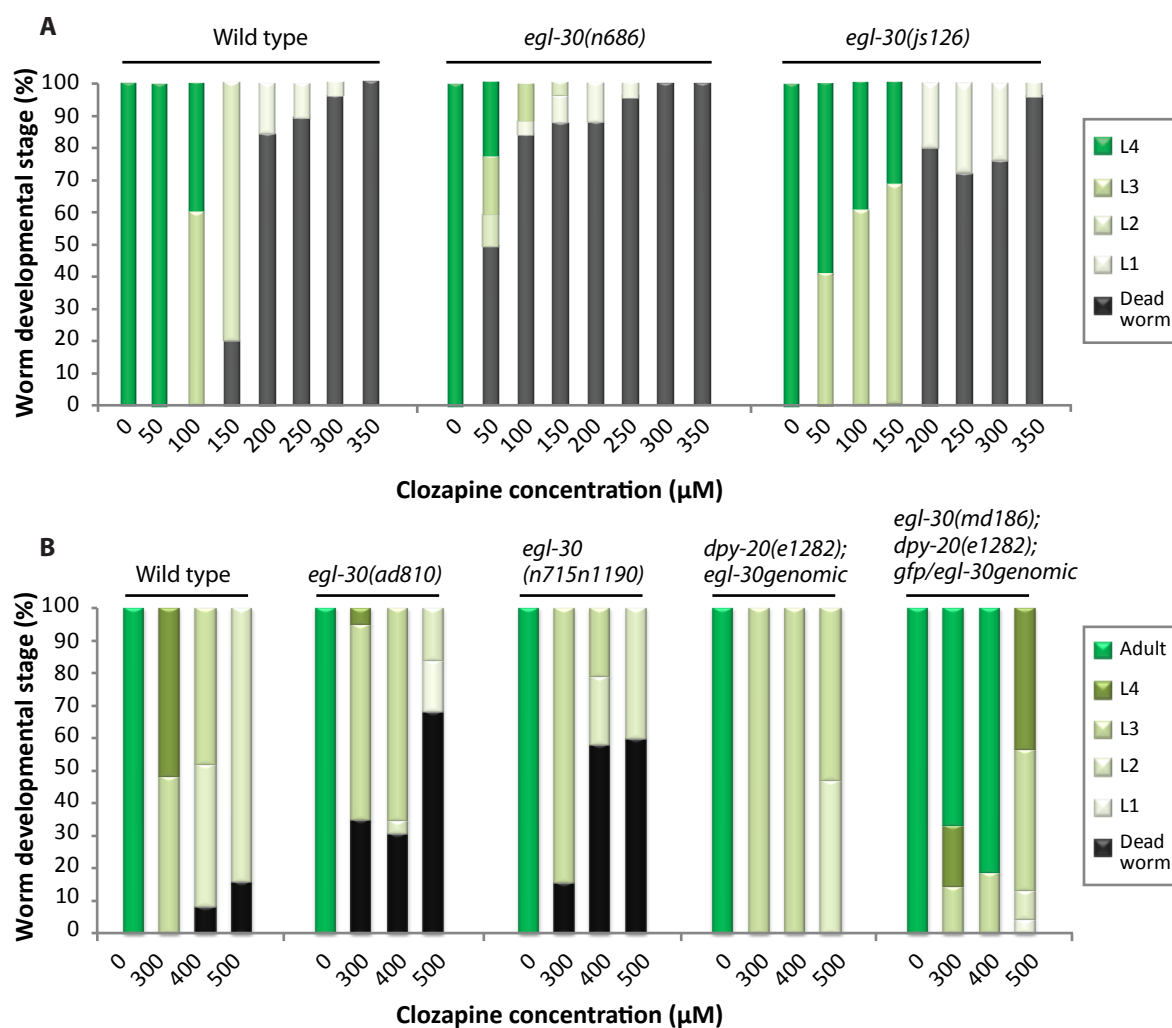 A
Wild type
egl-30(n686)
egl-30(js126)
Worm developmental stage (%)
100
90
80
70
60
50
40
30
20
10
0
0 50 100 150 200 250 300 350
0 50 100 150 200 250 300 350
0 50 100 150 200 250 300 350
Clozapine concentration (µM)
L4
L3
L2
L1
Dead
worm
B
Wild type
egl-30(ad810)
egl-30
(n715n1190)
dpy-20(e1282);
egl-30genomic
egl-30(md186);
dpy-20(e1282);
gfp/egl-30genomic
Worm developmental stage (%)
100
90
80
70
60
50
40
30
20
10
0
0 300 400 500
0 300 400 500
0 300 400 500
0 300 400 500
0 300 400 500
Clozapine concentration (µM)
Adult
L4
L3
L2
L1
Dead
worm